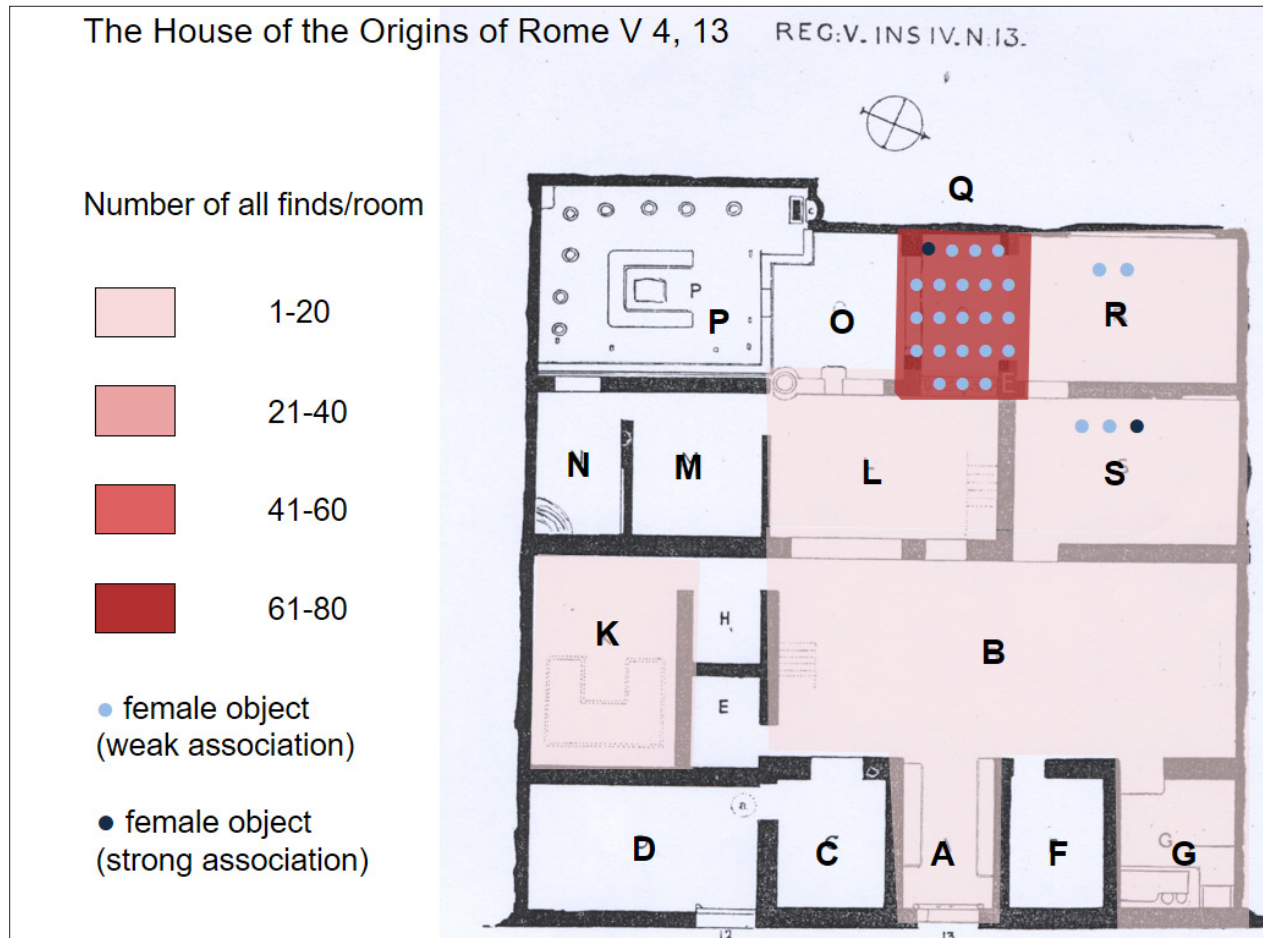 The House of the Origins of Rome V 4, 13
REG:V. INS IV. N: 13.
Number of all finds/room
1-20
21-40
41-60
61-80
female object
(weak association)
female object
(strong association)
Q
P
P
O
R
E
N
M
L
S
S
K
H
B
E
a
D
C
A
F
G
G
12
13